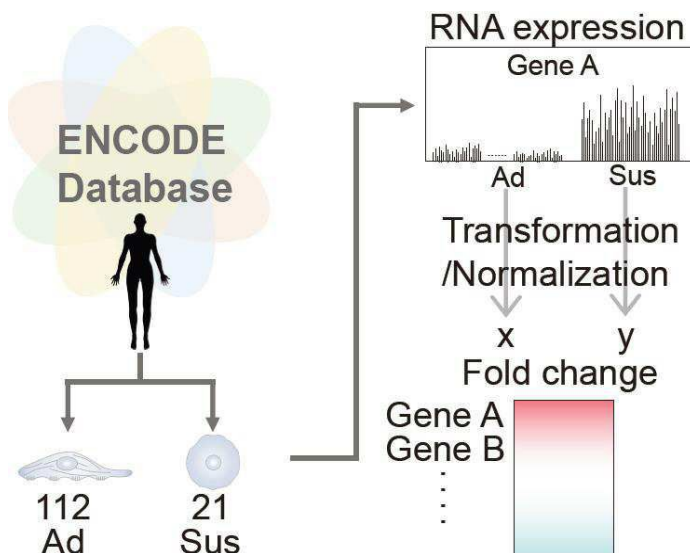 ENCODE
Database
112
Ad
21
Sus
RNA expression
Gene A
Ad
Sus
Transformation
/Normalization
x
y
Fold change
Gene A
Gene B